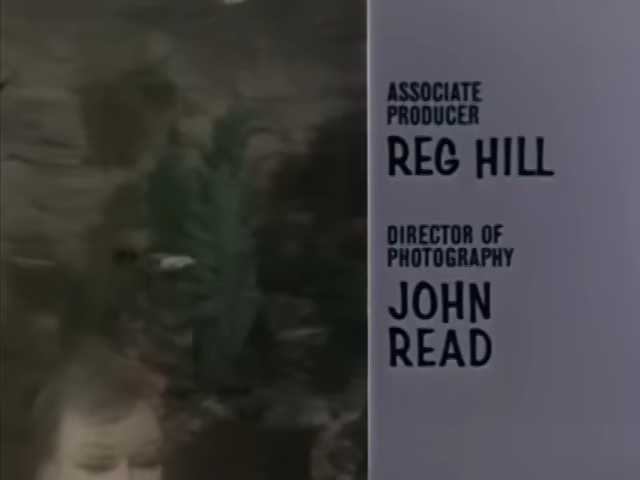 ASSOCIATE
PRODUCER
REG HILL
DIRECTOR OF
PHOTOGRAPHY
JOHN
READ